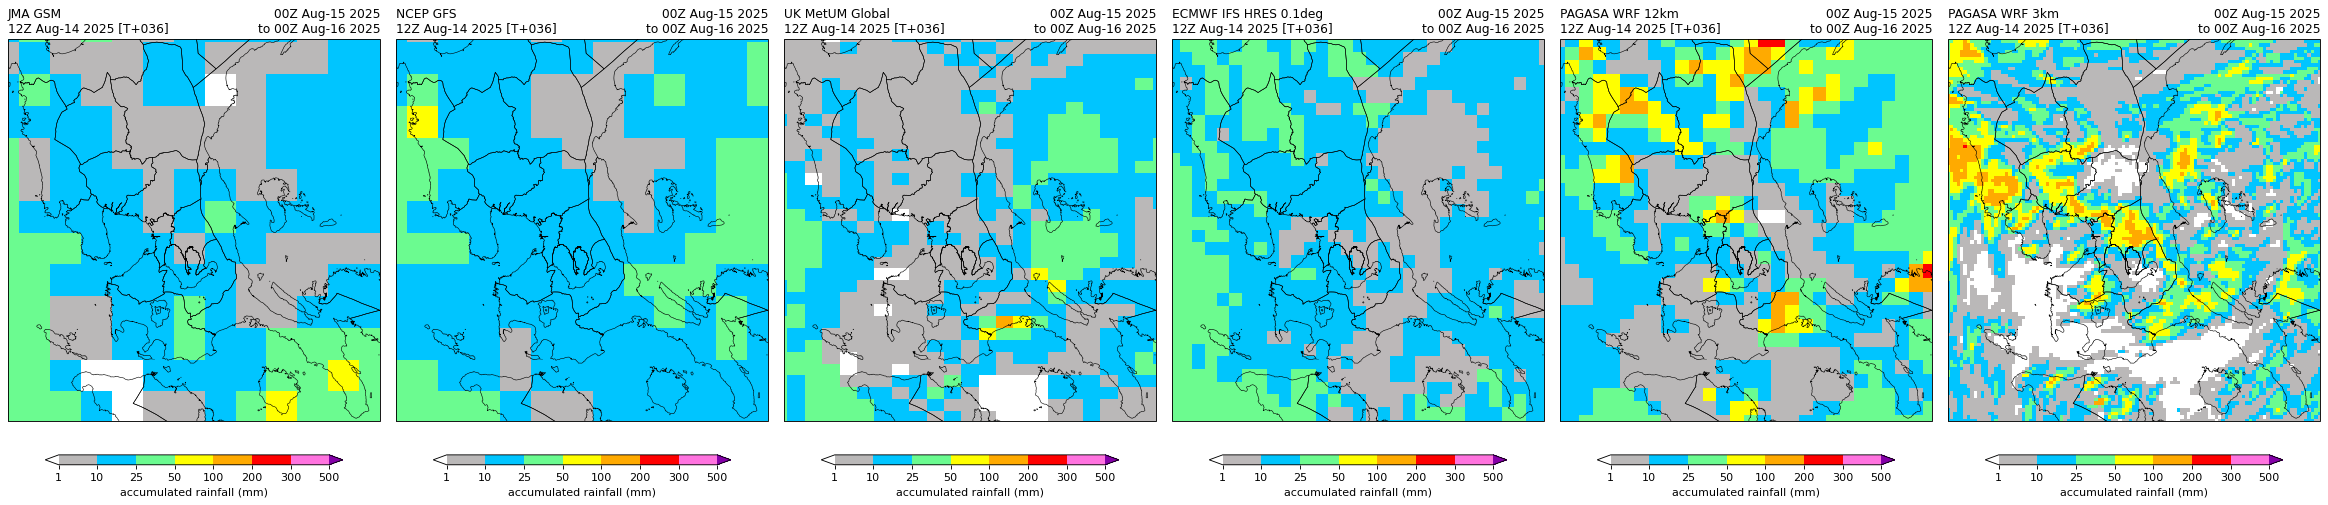 JMA GSM 00Z Aug-15 2025
12Z Aug-14 2025 [T+036] to 00Z Aug-16 2025
NCEP GFS 00Z Aug-15 2025
12Z Aug-14 2025 [T+036] to 00Z Aug-16 2025
UK MetUM Global 00Z Aug-15 2025
12Z Aug-14 2025 [T+036] to 00Z Aug-16 2025
ECMWF IFS HRES 0.1deg 00Z Aug-15 2025
12Z Aug-14 2025 [T+036] to 00Z Aug-16 2025
PAGASA WRF 12km 00Z Aug-15 2025
12Z Aug-14 2025 [T+036] to 00Z Aug-16 2025
PAGASA WRF 3km 00Z Aug-15 2025
12Z Aug-14 2025 [T+036] to 00Z Aug-16 2025
1 10 25 50 100 200 300 500
accumulated rainfall (mm)
1 10 25 50 100 200 300 500
accumulated rainfall (mm)
1 10 25 50 100 200 300 500
accumulated rainfall (mm)
1 10 25 50 100 200 300 500
accumulated rainfall (mm)
1 10 25 50 100 200 300 500
accumulated rainfall (mm)
1 10 25 50 100 200 300 500
accumulated rainfall (mm)